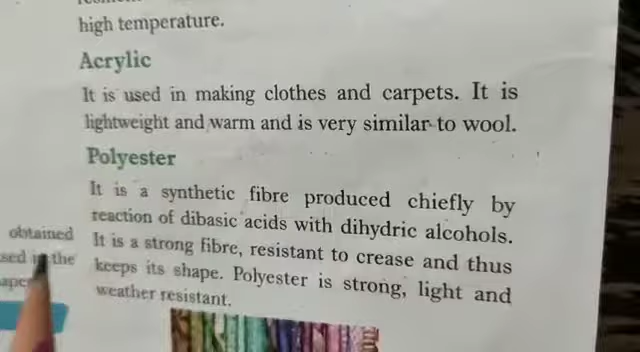 high temperature.
Acrylic
It is used in making clothes and carpets. It is
lightweight and warm and is very similar to wool.
Polyester
It is a synthetic fibre produced chiefly by
reaction of dibasic acids with dihydric alcohols.
It is a strong fibre, resistant to crease and thus
keeps its shape. Polyester is strong, light and
weather resistant.
obtained
the